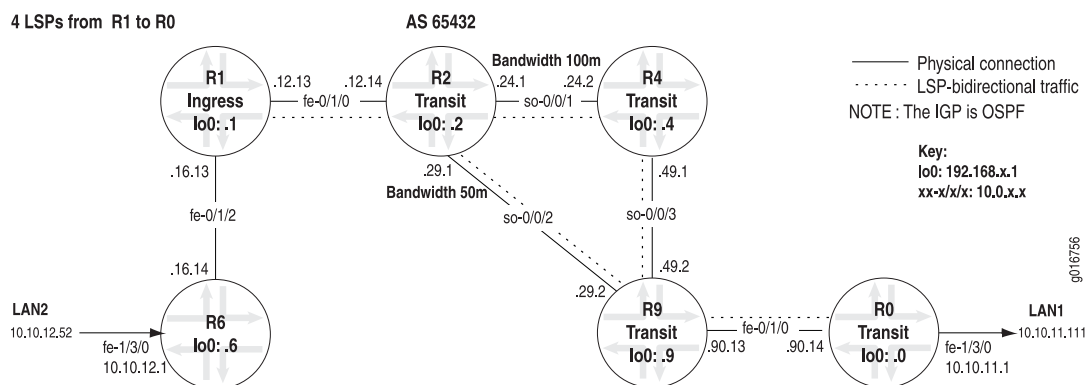 4 LSPs from R1 to R0
AS 65432
Bandwidth 100m
R1
Ingress
lo0: .1
.12.13
fe-0/1/0
.12.14
R2
Transit
lo0: .2
.24.1
so-0/0/1
.24.2
R4
Transit
lo0: .4
Physical connection
LSP-bidirectional traffic
NOTE : The IGP is OSPF
Key:
lo0: 192.168.x.1
xx-x/x/x: 10.0.x.x
.16.13
.29.1
Bandwidth 50m
.49.1
fe-0/1/2
so-0/0/2
so-0/0/3
.16.14
.29.2
.49.2
g016756
LAN2
10.10.12.52
fe-1/3/0
10.10.12.1
R6
lo0: .6
R9
Transit
lo0: .9
fe-0/1/0
.90.13
.90.14
R0
Transit
lo0: .0
LAN1
10.10.11.111
fe-1/3/0
10.10.11.1